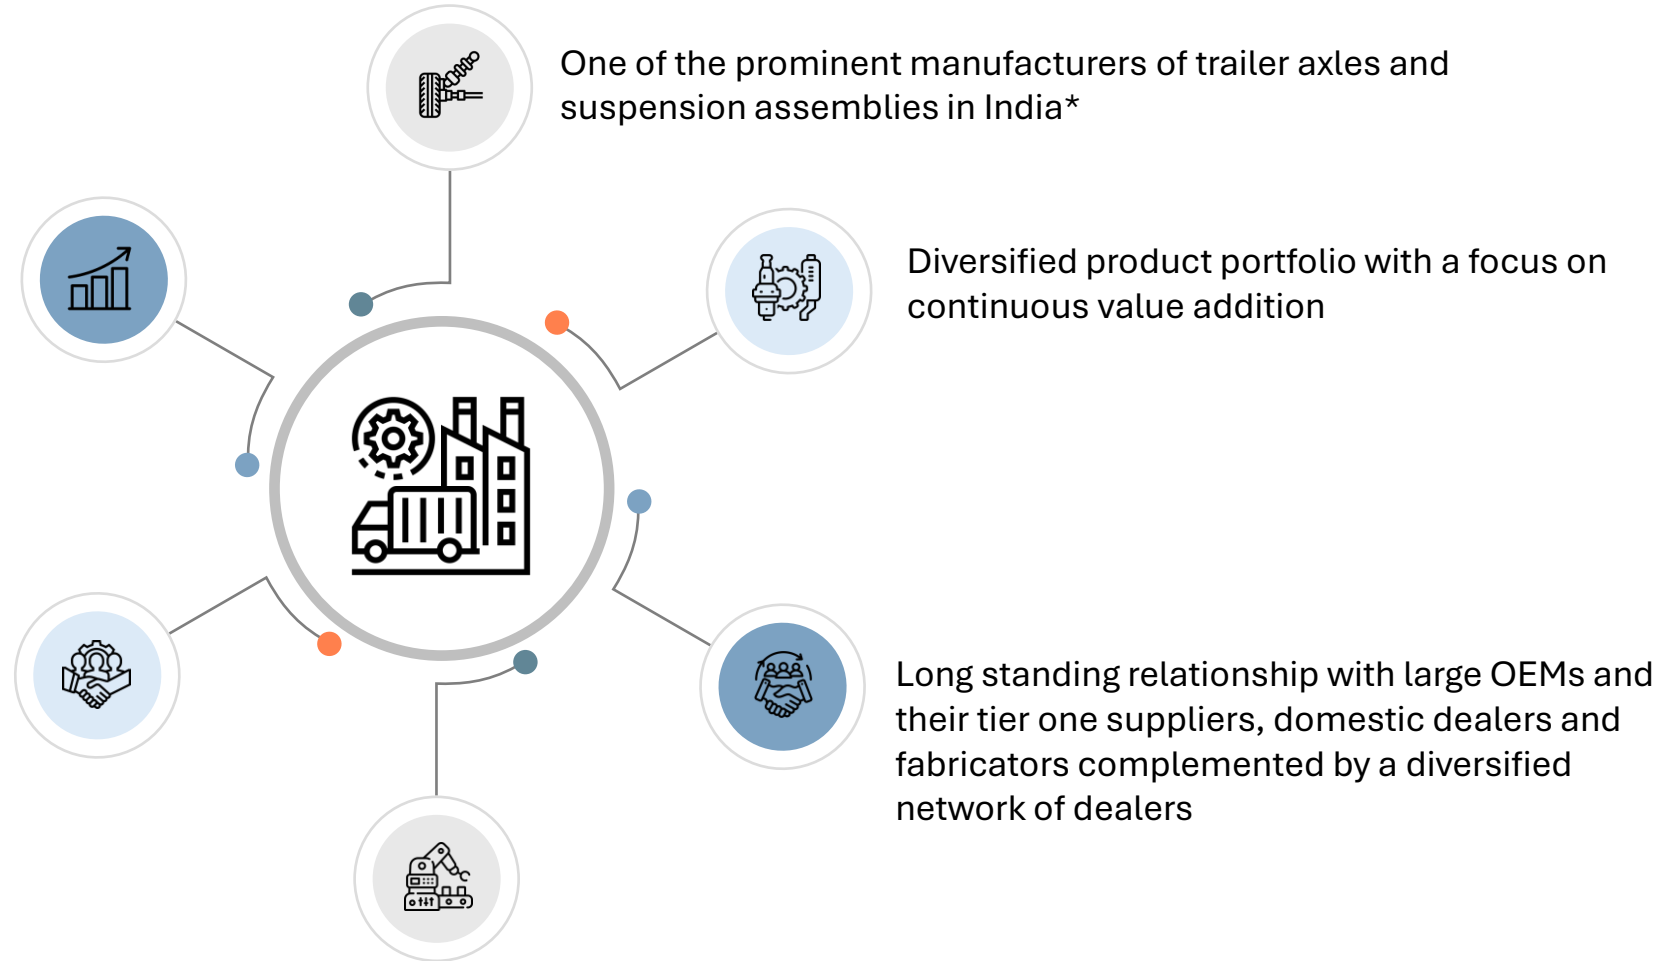 One of the prominent manufacturers of trailer axles and
suspension assemblies in India*
Diversified product portfolio with a focus on
continuous value addition
Long standing relationship with large OEMs and
their tier one suppliers, domestic dealers and
fabricators complemented by a diversified
network of dealers